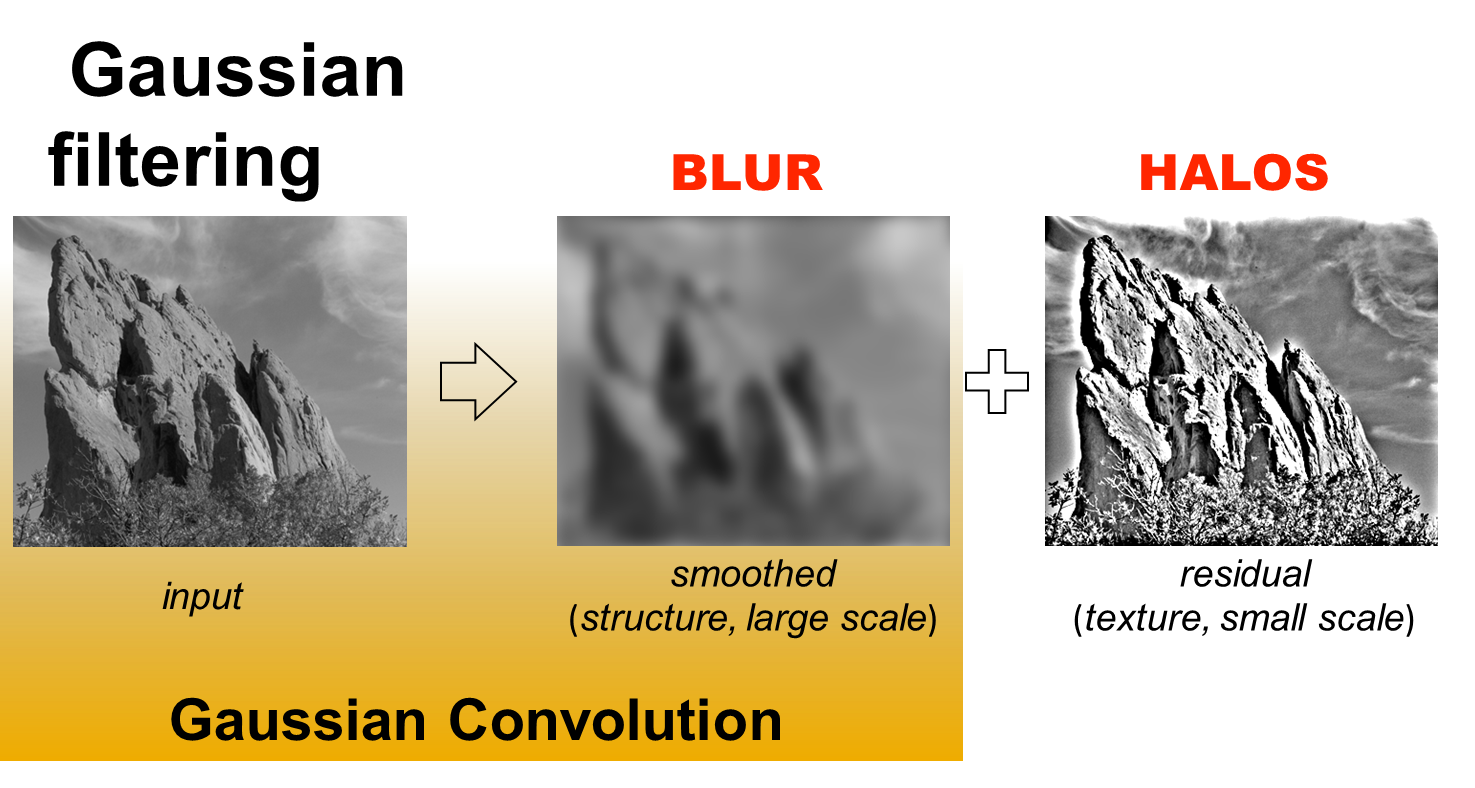 Gaussian
filtering
BLUR
HALOS
input
smoothed
(structure, large scale)
residual
(texture, small scale)
Gaussian Convolution